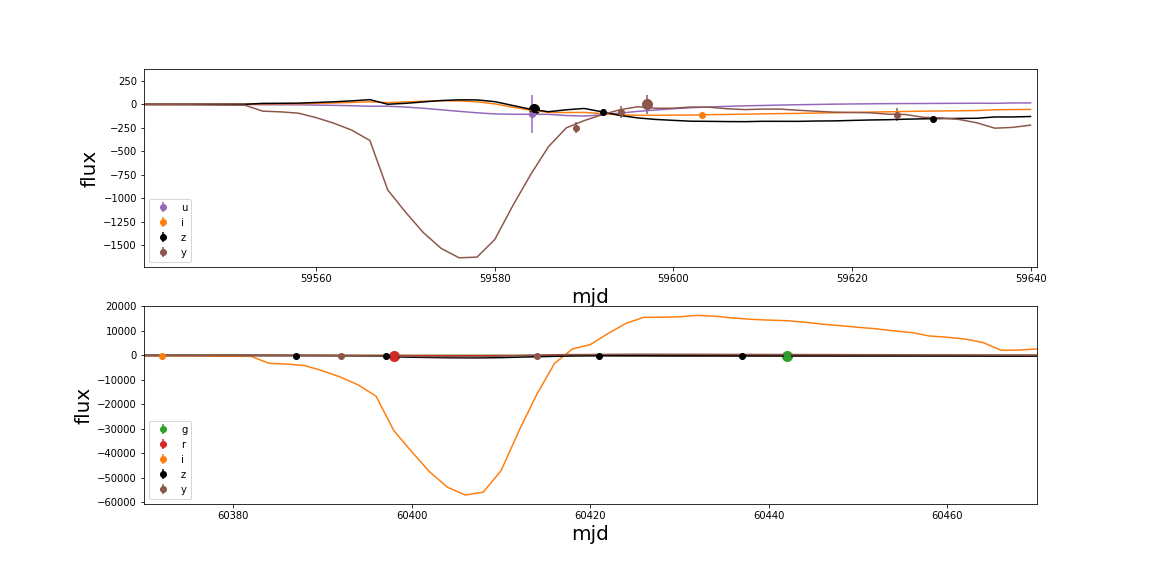 250
0
−250
−500
−750
−1000
−1250
−1500
flux
u
i
z
y
59560 59580 59600 59620 59640
mjd
20000
10000
0
−10000
−20000
−30000
−40000
−50000
−60000
flux
g
r
i
z
y
60380 60400 60420 60440 60460
mjd